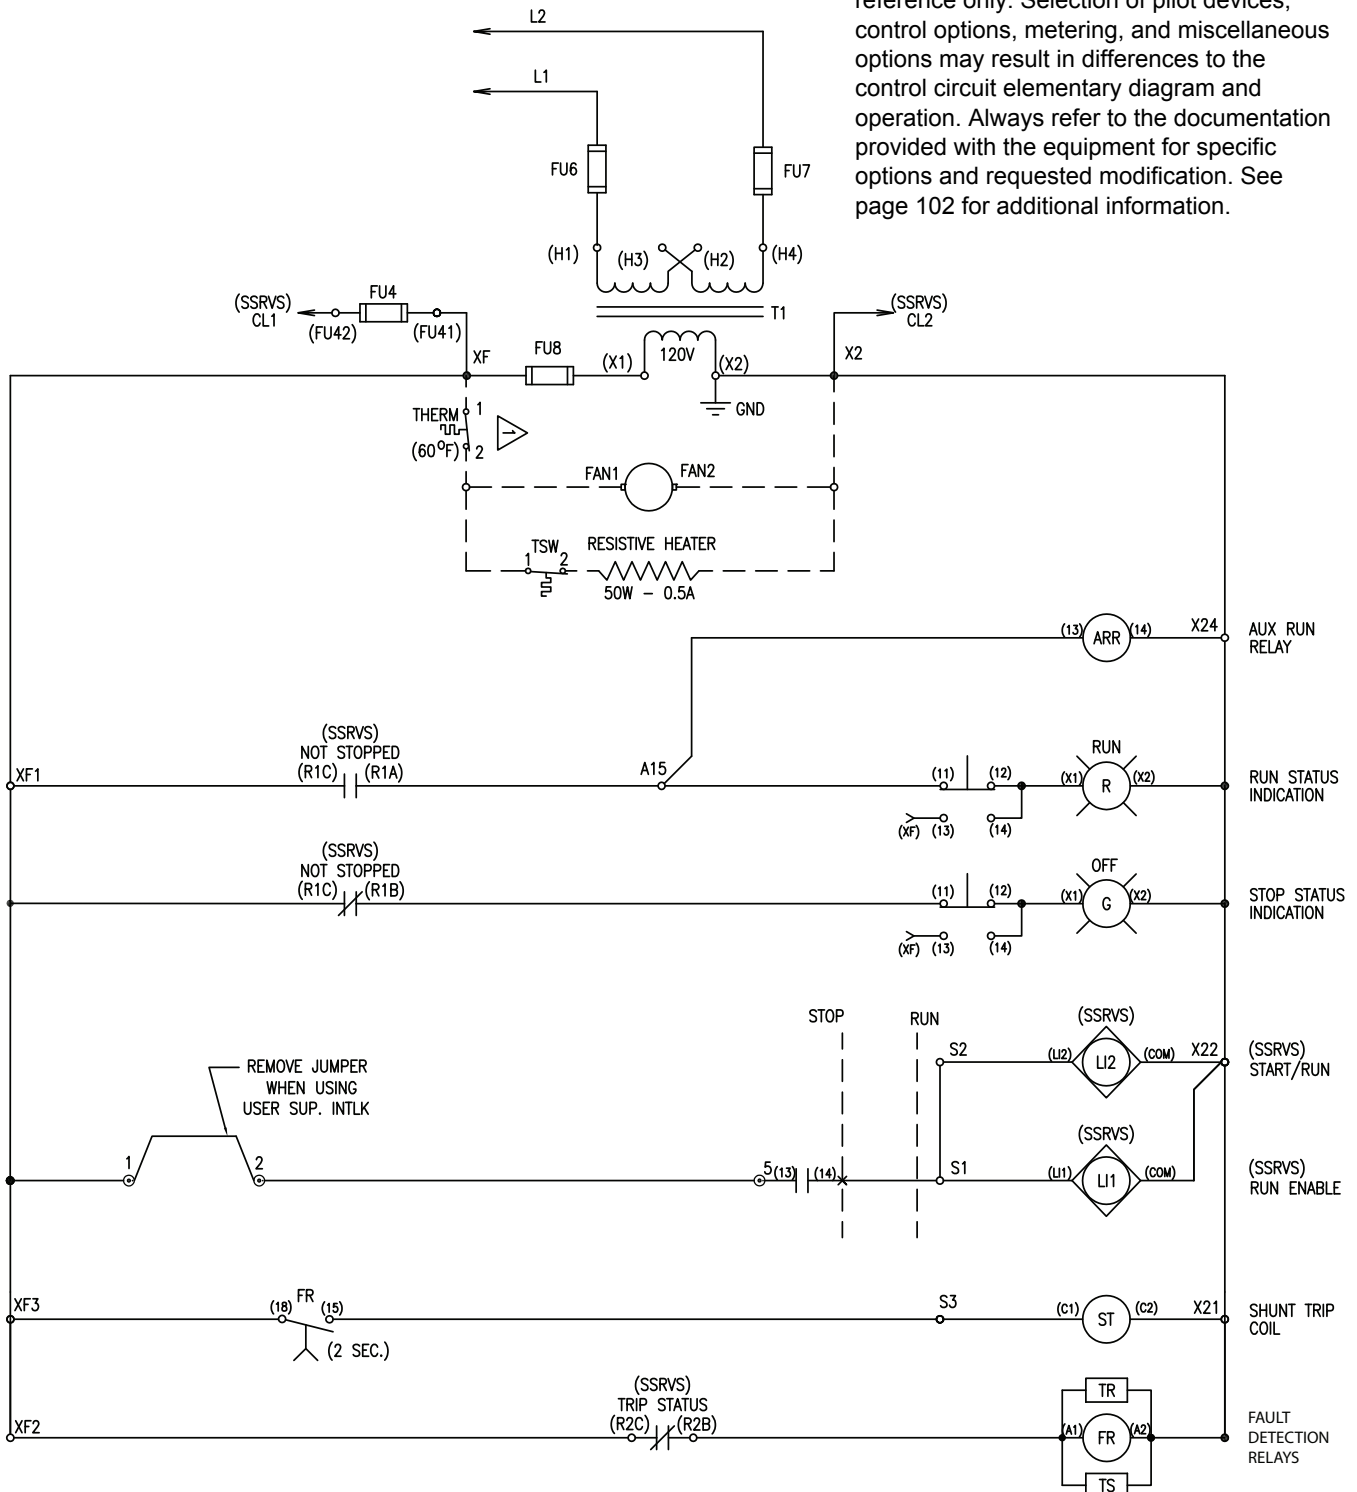 reference only. Selection of pilot devices,
control options, metering, and miscellaneous
options may result in differences to the
control circuit elementary diagram and
operation. Always refer to the documentation
provided with the equipment for specific
options and requested modification. See
page 102 for additional information.
L2
L1
FU6
FU7
(H1)
(H3)
(H2)
(H4)
T1
(SSRVS)
CL1
(FU42)
FU4
(FU41)
XF
FU8
(X1)
120V
(X2)
X2
(SSRVS)
CL2
GND
THERM
1
(60°F)
2
1
FAN1
FAN2
TSW
1
2
RESISTIVE HEATER
50W - 0.5A
(13)
ARR
(14)
X24
AUX RUN
RELAY
XF1
(SSRVS)
NOT STOPPED
(R1C)
(R1A)
A15
(11)
(12)
(XF)
(13)
(14)
RUN
(X1)
R
(X2)
RUN STATUS
INDICATION
(SSRVS)
NOT STOPPED
(R1C)
(R1B)
(11)
(12)
(XF)
(13)
(14)
OFF
(X1)
G
(X2)
STOP STATUS
INDICATION
STOP
RUN
S2
(SSRVS)
(LI2)
LI2
(COM)
X22
(SSRVS)
START/RUN
REMOVE JUMPER
WHEN USING
USER SUP. INTLK
1
2
5
(13)
(14)
S1
(SSRVS)
(LI1)
LI1
(COM)
(SSRVS)
RUN ENABLE
XF3
(18)
FR
(15)
(2 SEC.)
S3
(C1)
ST
(C2)
X21
SHUNT TRIP
COIL
XF2
(SSRVS)
TRIP STATUS
(R2C)
(R2B)
TR
(A1)
FR
(A2)
TS
FAULT
DETECTION
RELAYS